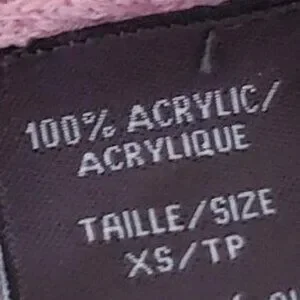 100% ACRYLIC/
ACRYLIQUE
TAILLE/SIZE
XS/TP